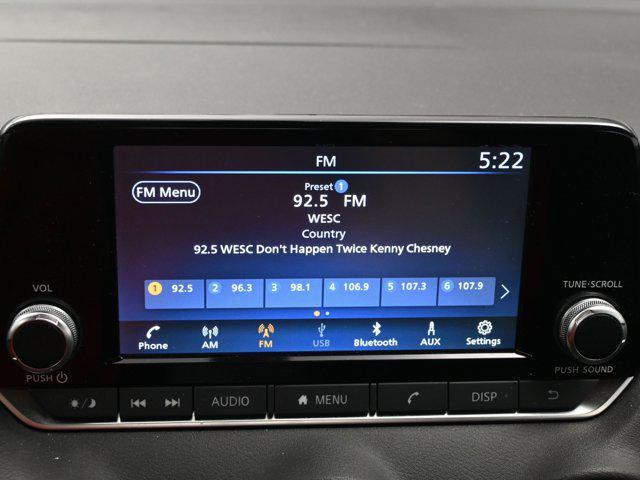 FM
5:22
FM Menu
Preset 1
92.5 FM
WESC
Country
92.5 WESC Don't Happen Twice Kenny Chesney
1 92.5 2 96.3 3 98.1 4 106.9 5 107.3 6 107.9
Phone AM FM USB Bluetooth AUX Settings
VOL
PUSH
TUNE·SCROLL
PUSH SOUND
AUDIO MENU DISP